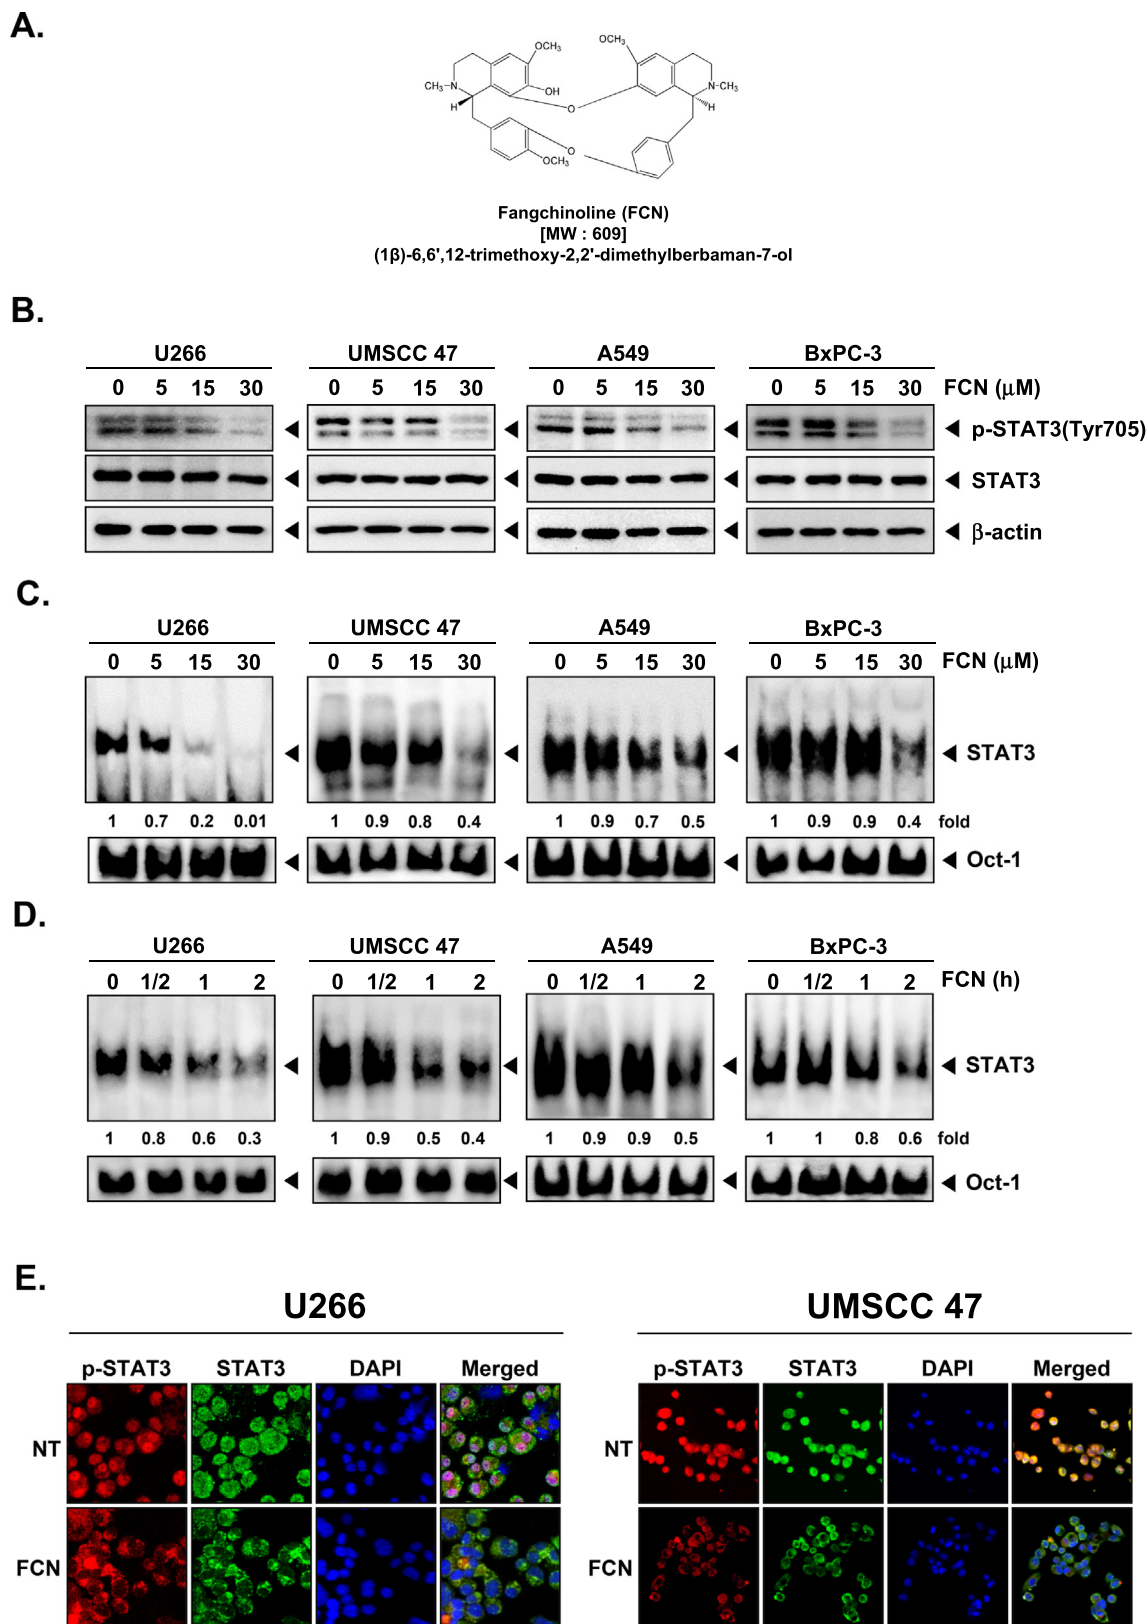 A.
OCH3
OCH3
CH3 N
OH
N CH3
H
O
H
O
OCH3
Fangchinoline (FCN)
[MW : 609]
(1β)-6,6',12-trimethoxy-2,2'-dimethylberbaman-7-ol
B.
U266 UMSCC 47 A549 BxPC-3
0 5 15 30 0 5 15 30 0 5 15 30 0 5 15 30 FCN (μM)
p-STAT3(Tyr705)
STAT3
β-actin
C.
U266 UMSCC 47 A549 BxPC-3
0 5 15 30 0 5 15 30 0 5 15 30 0 5 15 30 FCN (μM)
STAT3
1 0.7 0.2 0.01 1 0.9 0.8 0.4 1 0.9 0.7 0.5 1 0.9 0.9 0.4 fold
Oct-1
D.
U266 UMSCC 47 A549 BxPC-3
0 1/2 1 2 0 1/2 1 2 0 1/2 1 2 0 1/2 1 2 FCN (h)
STAT3
1 0.8 0.6 0.3 1 0.9 0.5 0.4 1 0.9 0.9 0.5 1 1 0.8 0.6 fold
Oct-1
E.
U266 UMSCC 47
p-STAT3 STAT3 DAPI Merged p-STAT3 STAT3 DAPI Merged
NT NT
FCN FCN